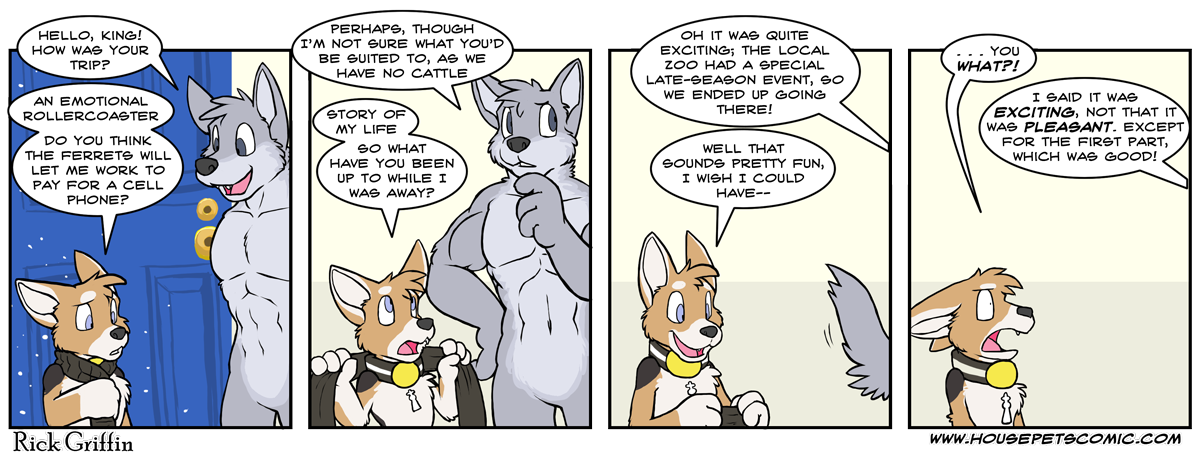 HELLO, KING!
HOW WAS YOUR
TRIP?
AN EMOTIONAL
ROLLERCOASTER
DO YOU THINK
THE FERRETS WILL
LET ME WORK TO
PAY FOR A CELL
PHONE?
PERHAPS, THOUGH
I'M NOT SURE WHAT YOU'D
BE SUITED TO, AS WE
HAVE NO CATTLE
STORY OF
MY LIFE
SO WHAT
HAVE YOU BEEN
UP TO WHILE I
WAS AWAY?
OH IT WAS QUITE
EXCITING; THE LOCAL
ZOO HAD A SPECIAL
LATE-SEASON EVENT, SO
WE ENDED UP GOING
THERE!
WELL THAT
SOUNDS PRETTY FUN,
I WISH I COULD
HAVE--
. . . YOU
WHAT?!
I SAID IT WAS
EXCITING, NOT THAT IT
WAS PLEASANT. EXCEPT
FOR THE FIRST PART,
WHICH WAS GOOD!
Rick Griffin
WWW.HOUSEPETSCOMIC.COM